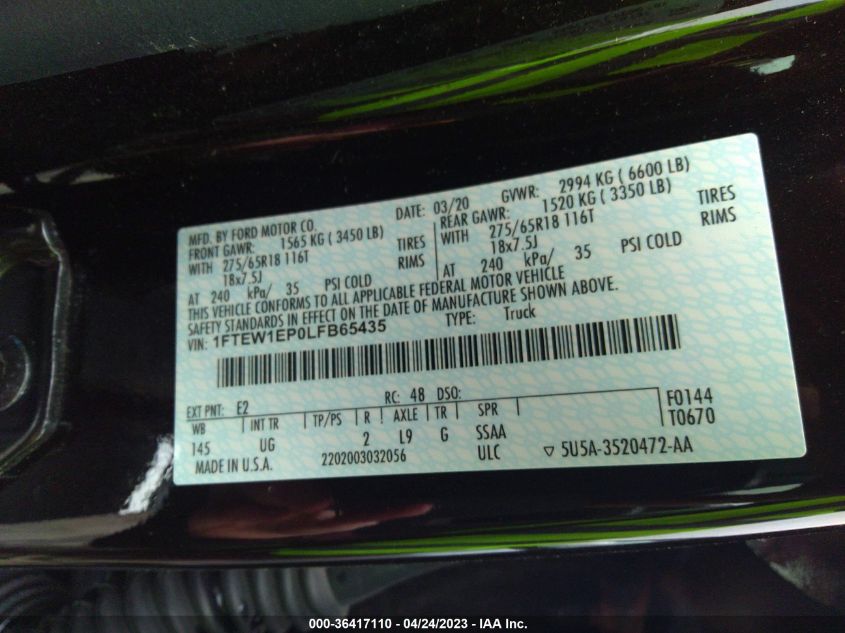 MFD. BY FORD MOTOR CO.
DATE: 03/20 GVWR: 2994 KG ( 6600 LB)
FRONT GAWR: 1565 KG ( 3450 LB) REAR GAWR: 1520 KG ( 3350 LB)
WITH 275/65R18 116T TIRES WITH 275/65R18 116T TIRES
18x7.5J RIMS 18x7.5J RIMS
AT 240 kPa/ 35 PSI COLD AT 240 kPa/ 35 PSI COLD
THIS VEHICLE CONFORMS TO ALL APPLICABLE FEDERAL MOTOR VEHICLE
SAFETY STANDARDS IN EFFECT ON THE DATE OF MANUFACTURE SHOWN ABOVE.
VIN: 1FTEW1EP0LFB65435 TYPE: Truck
EXT PNT: E2 RC: 48 DSO:
WB INT TR TP/PS R AXLE TR SPR F0144
145 UG 2 L9 G SSAA T0670
MADE IN U.S.A. 2202003032056 ULC ▽ 5U5A-3520472-AA
000-36417110 - 04/24/2023 - IAA Inc.